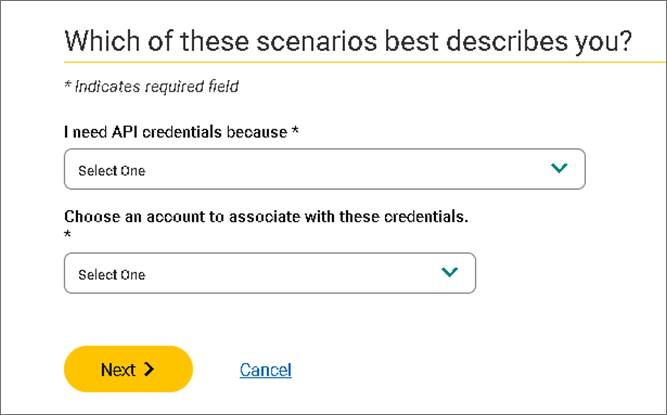 Which of these scenarios best describes you?
* Indicates required field
I need API credentials because *
Select One
Choose an account to associate with these credentials.
*
Select One
Next
Cancel